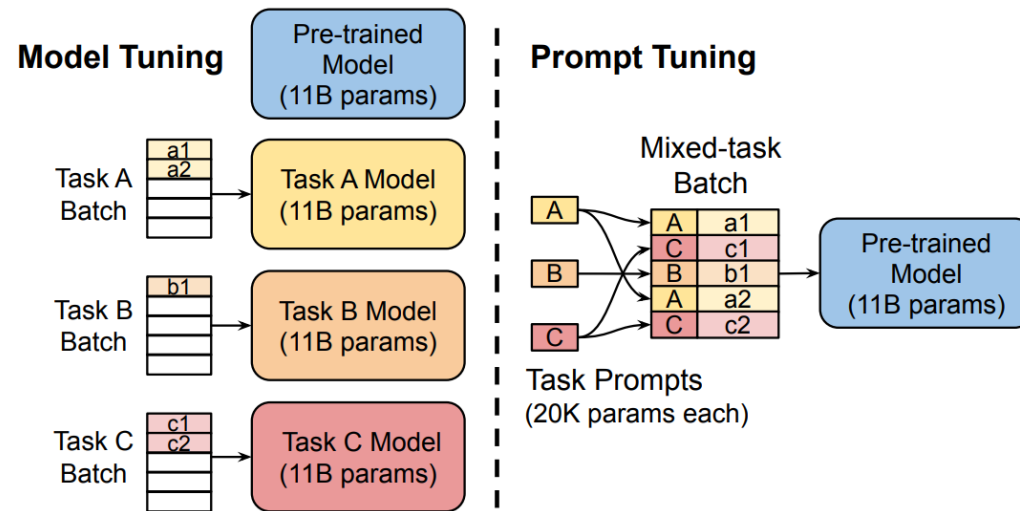 Model Tuning
Pre-trained
Model
(11B params)
a1
a2
Task A
Batch
Task A Model
(11B params)
b1
Task B
Batch
Task B Model
(11B params)
c1
c2
Task C
Batch
Task C Model
(11B params)
Prompt Tuning
Mixed-task
Batch
A
B
C
A a1
C c1
B b1
A a2
C c2
Task Prompts
(20K params each)
Pre-trained
Model
(11B params)